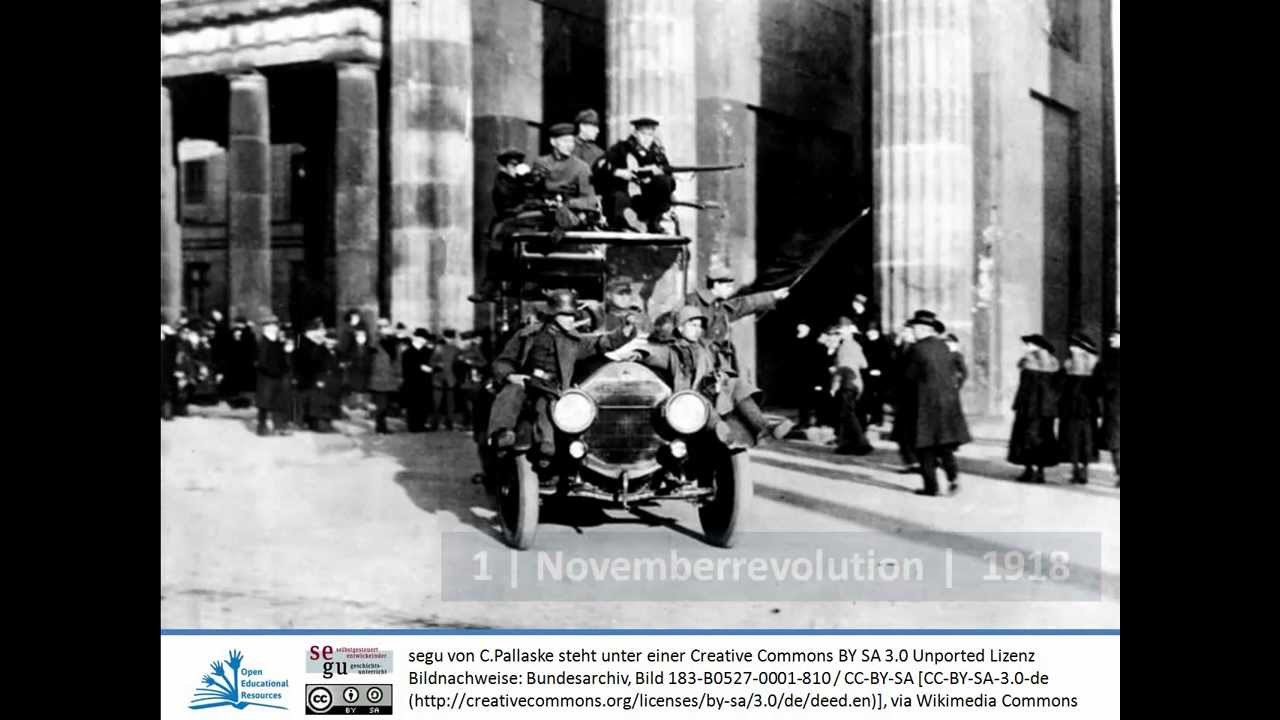 1 | Novemberrevolution | 1918
Open
Educational
Resources
se
gu
selbstgesteuert
entwickelnder
geschichts-
unterricht
cc
BY SA
segu von C.Pallaske steht unter einer Creative Commons BY SA 3.0 Unported Lizenz
Bildnachweise: Bundesarchiv, Bild 183-B0527-0001-810 / CC-BY-SA [CC-BY-SA-3.0-de
(http://creativecommons.org/licenses/by-sa/3.0/de/deed.en)], via Wikimedia Commons